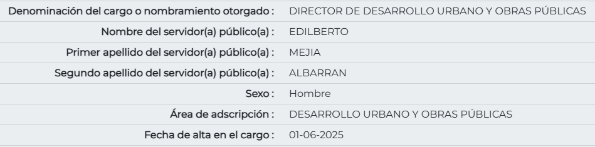 Denominación del cargo o nombramiento otorgado : DIRECTOR DE DESARROLLO URBANO Y OBRAS PÚBLICAS
Nombre del servidor(a) público(a) : EDILBERTO
Primer apellido del servidor(a) público(a) : MEJIA
Segundo apellido del servidor(a) público(a) : ALBARRAN
Sexo : Hombre
Área de adscripción : DESARROLLO URBANO Y OBRAS PÚBLICAS
Fecha de alta en el cargo : 01-06-2025